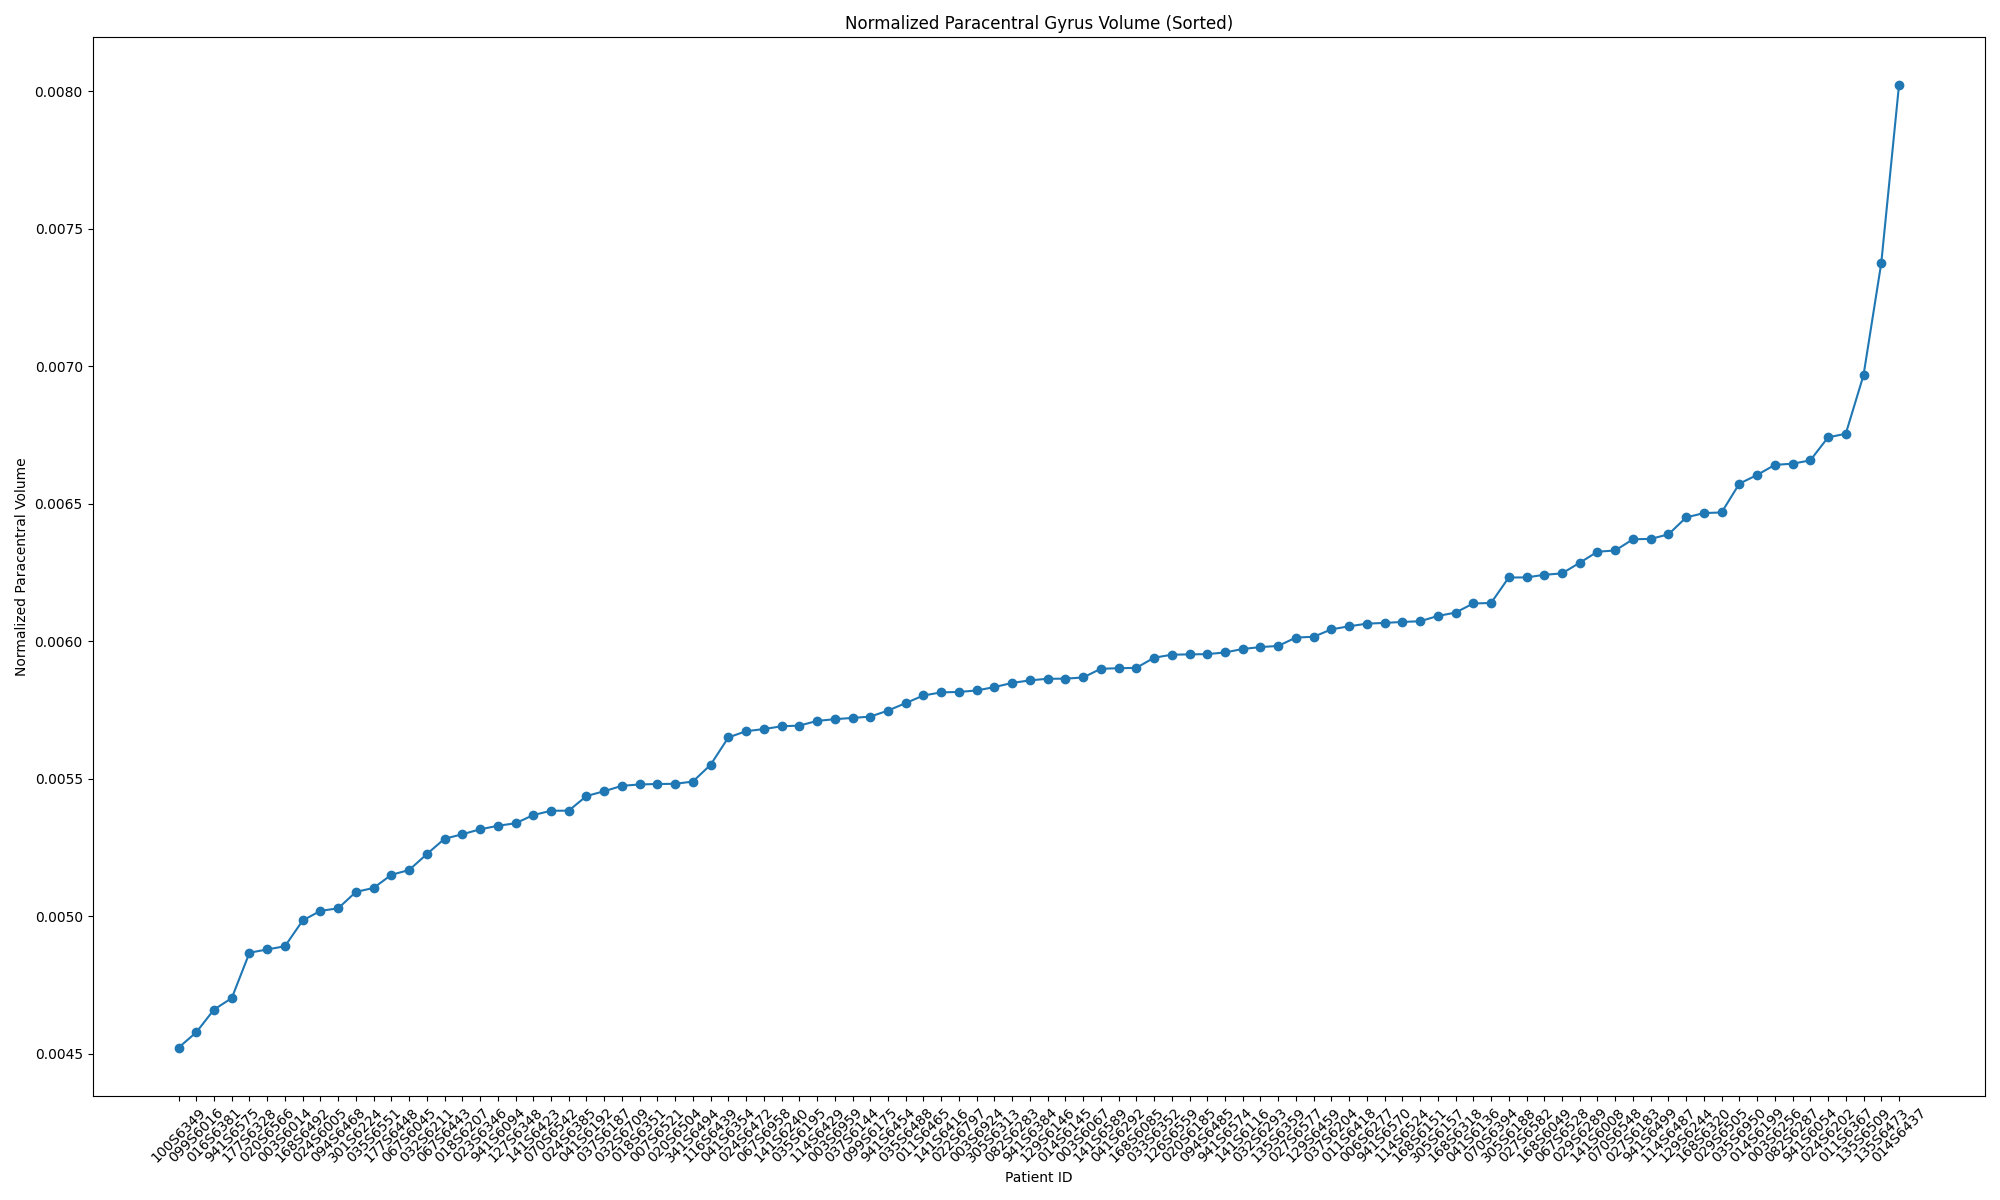 Normalized Paracentral Gyrus Volume (Sorted)
0.0080
0.0075
0.0070
0.0065
0.0060
0.0055
0.0050
0.0045
Normalized Paracentral Volume
100S6349
099S6016
016S6381
941S6575
177S6328
020S6566
003S6014
168S6492
024S6005
094S6468
301S6224
035S6551
177S6448
067S6045
032S6211
067S6443
018S6207
023S6346
941S6094
127S6348
141S6423
070S6542
024S6385
041S6192
037S6187
032S6709
018S6351
007S6521
020S6504
341S6494
116S6439
041S6354
024S6472
067S6958
141S6240
035S6195
114S6429
003S6959
037S6144
099S6175
941S6454
035S6488
011S6465
141S6416
022S6797
003S6924
305S6313
082S6283
941S6384
129S6146
014S6145
003S6067
141S6589
041S6292
168S6085
033S6352
126S6559
020S6185
094S6485
941S6574
141S6116
032S6293
135S6359
027S6577
129S6459
037S6204
011S6418
006S6277
941S6570
114S6524
168S6151
305S6157
168S6318
041S6136
070S6394
305S6188
027S6582
168S6049
067S6528
029S6289
141S6008
070S6548
027S6183
941S6499
114S6487
129S6244
168S6320
029S6505
035S6950
014S6199
003S6256
082S6287
941S6054
024S6202
011S6367
135S6509
135S6473
014S6437
Patient ID